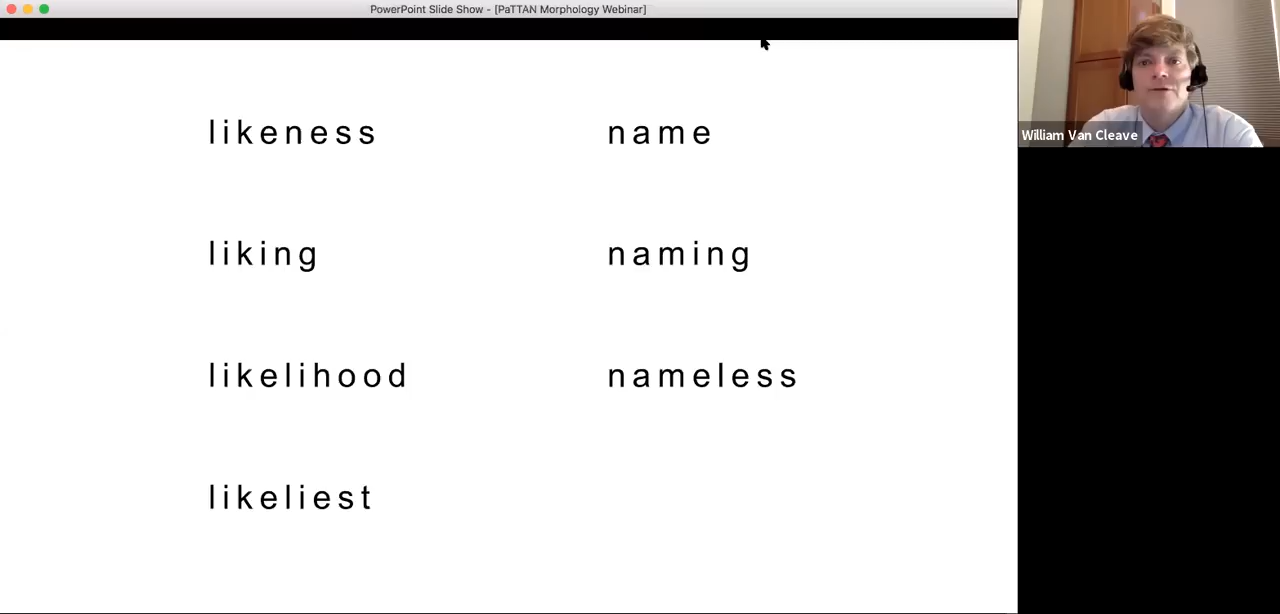 PowerPoint Slide Show - [PaTTAN Morphology Webinar]
William Van Cleave
likeness name
liking naming
likelihood nameless
likeliest